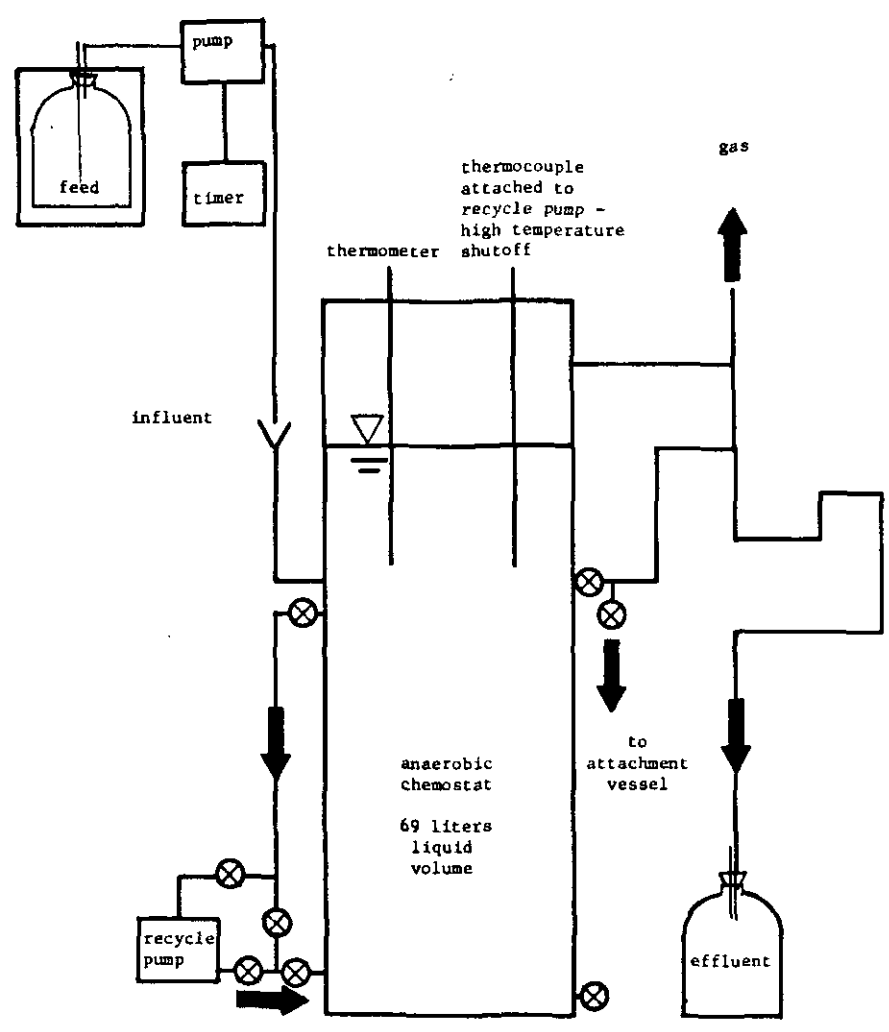 pump
feed
timer
thermometer
thermocouple
attached to
recycle pump -
high temperature
shutoff
gas
influent
anaerobic
chemostat
69 liters
liquid
volume
to
attachment
vessel
recycle
pump
effluent